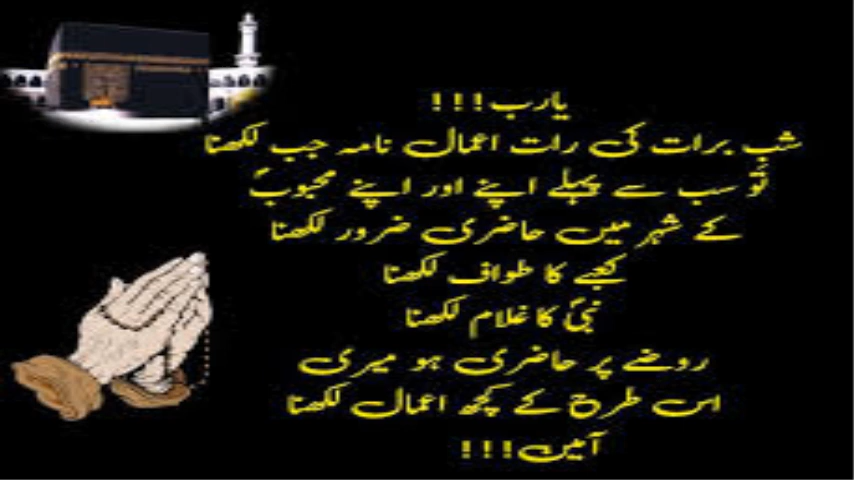 یارب!!!
شبِ برات کی رات اعمال نامہ جب لکھنا
تُو سب سے پہلے اپنے اور اپنے محبوبؐ
کے شہر میں حاضری ضرور لکھنا
کعبے کا طواف لکھنا
نبیؐ کا غلام لکھنا
روضے پر حاضری ہو میری
اس طرح کے کچھ اعمال لکھنا
آمین!!!